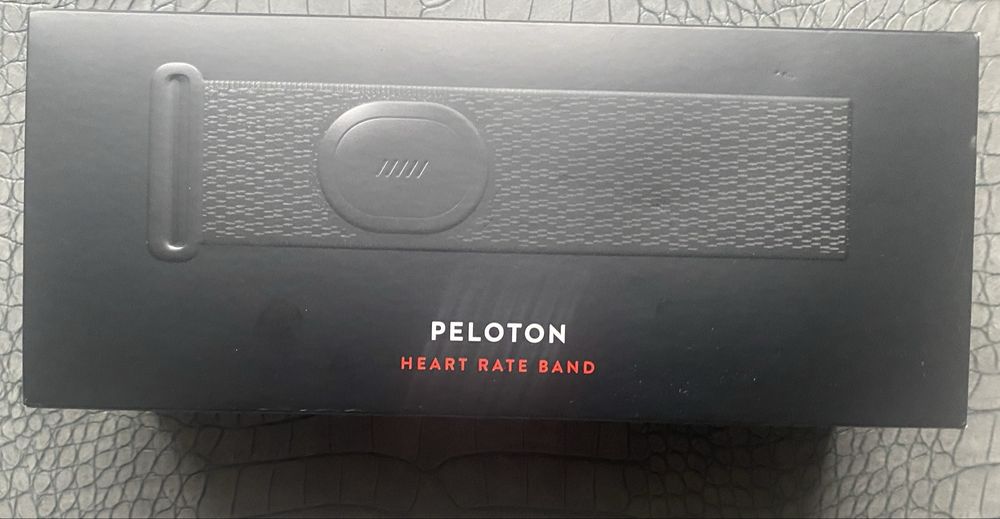 PELOTON
HEART RATE BAND